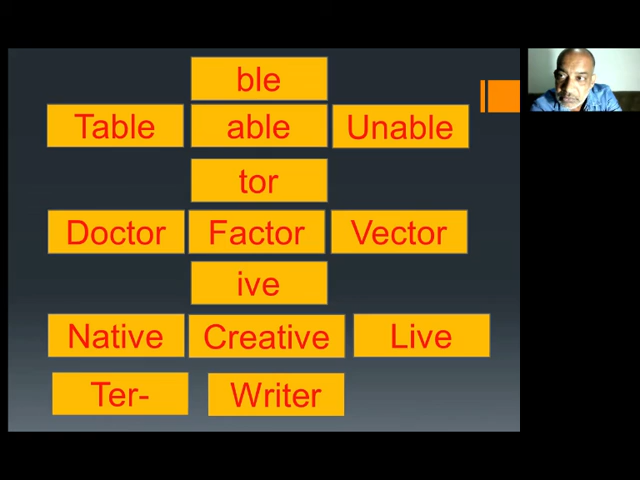 ble
Table able Unable
tor
Doctor Factor Vector
ive
Native Creative Live
Ter- Writer